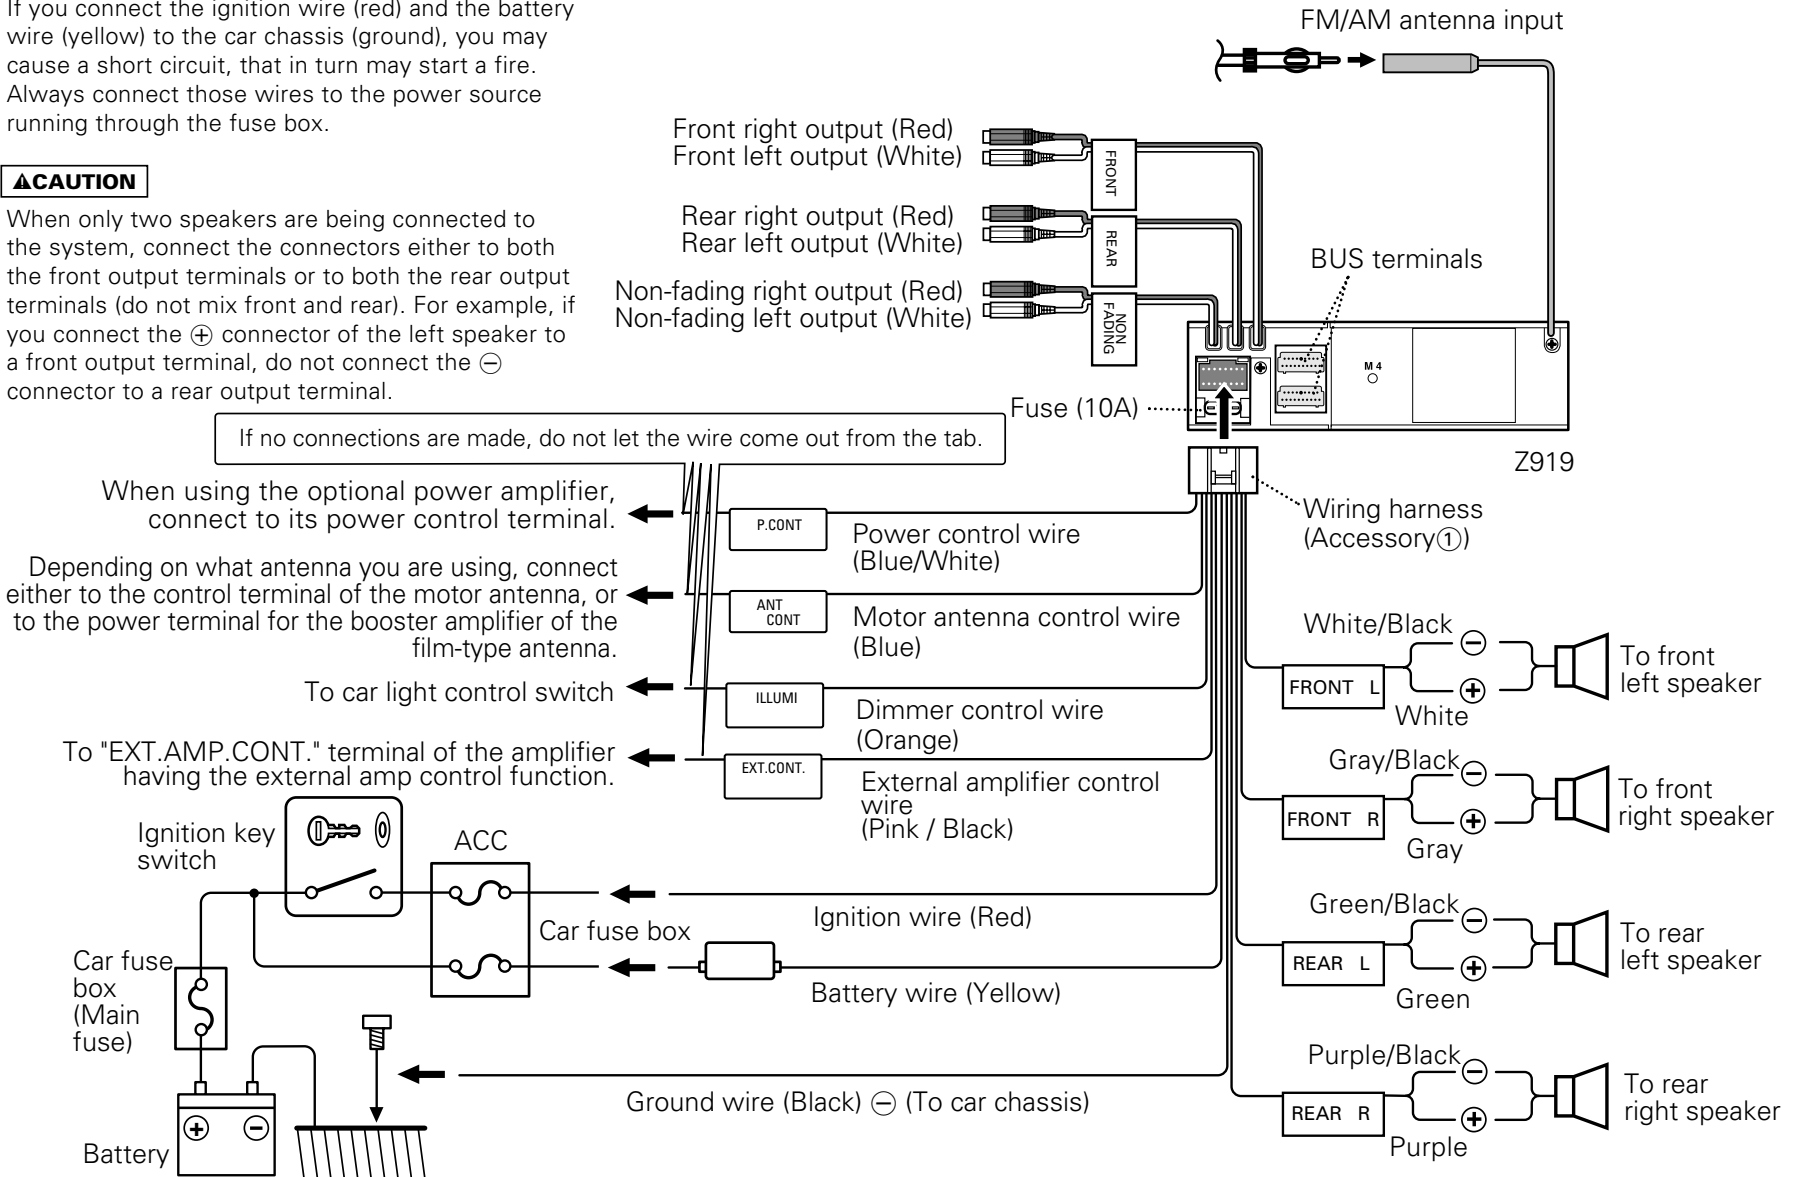 If you connect the ignition wire (red) and the battery
wire (yellow) to the car chassis (ground), you may
cause a short circuit, that in turn may start a fire.
Always connect those wires to the power source
running through the fuse box.
⚠CAUTION
When only two speakers are being connected to
the system, connect the connectors either to both
the front output terminals or to both the rear output
terminals (do not mix front and rear). For example, if
you connect the ⊕ connector of the left speaker to
a front output terminal, do not connect the ⊖
connector to a rear output terminal.
FM/AM antenna input
Front right output (Red)
Front left output (White)
FRONT
Rear right output (Red)
Rear left output (White)
REAR
Non-fading right output (Red)
Non-fading left output (White)
NON
FADING
BUS terminals
M4
Fuse (10A)
Z919
Wiring harness
(Accessory①)
If no connections are made, do not let the wire come out from the tab.
When using the optional power amplifier,
connect to its power control terminal.
P.CONT
Power control wire
(Blue/White)
Depending on what antenna you are using, connect
either to the control terminal of the motor antenna, or
to the power terminal for the booster amplifier of the
film-type antenna.
ANT
CONT
Motor antenna control wire
(Blue)
To car light control switch
ILLUMI
Dimmer control wire
(Orange)
To "EXT.AMP.CONT." terminal of the amplifier
having the external amp control function.
EXT.CONT.
External amplifier control
wire
(Pink / Black)
Ignition key
switch
ACC
Ignition wire (Red)
Car fuse box
Battery wire (Yellow)
Car fuse
box
(Main
fuse)
Ground wire (Black) ⊖ (To car chassis)
⊕ ⊖
Battery
White/Black
⊖
FRONT L
⊕
White
To front
left speaker
Gray/Black
⊖
FRONT R
⊕
Gray
To front
right speaker
Green/Black
⊖
REAR L
⊕
Green
To rear
left speaker
Purple/Black
⊖
REAR R
⊕
Purple
To rear
right speaker